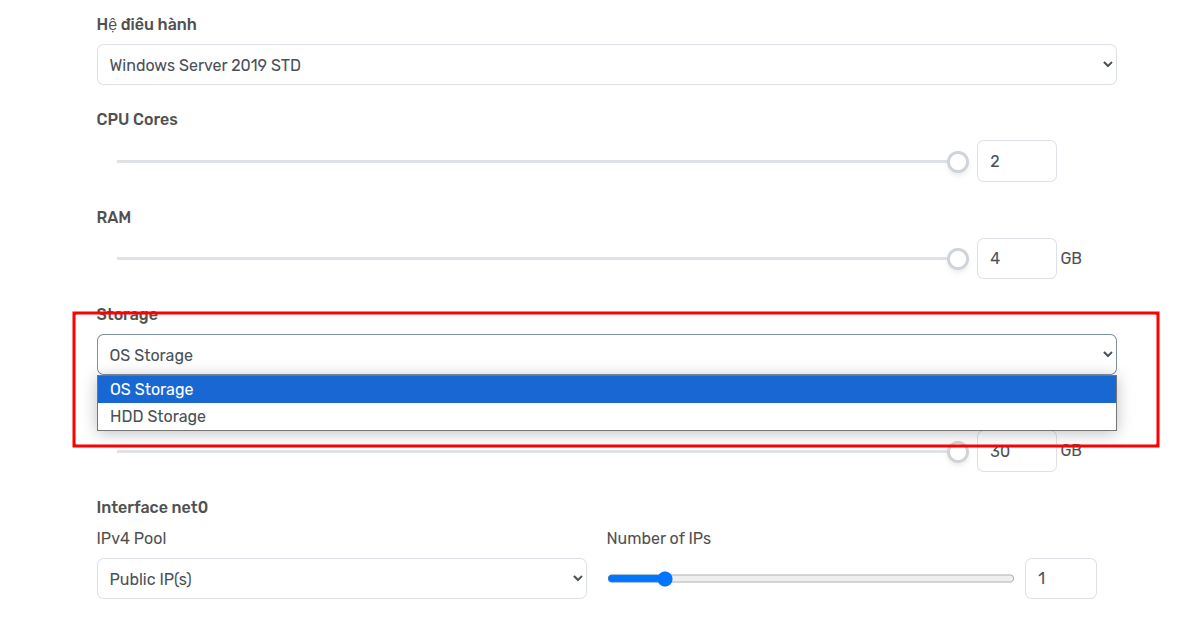 Hệ điều hành
Windows Server 2019 STD
CPU Cores
2
RAM
4 GB
Storage
OS Storage
OS Storage
HDD Storage
30 GB
Interface net0
IPv4 Pool Number of IPs
Public IP(s) 1